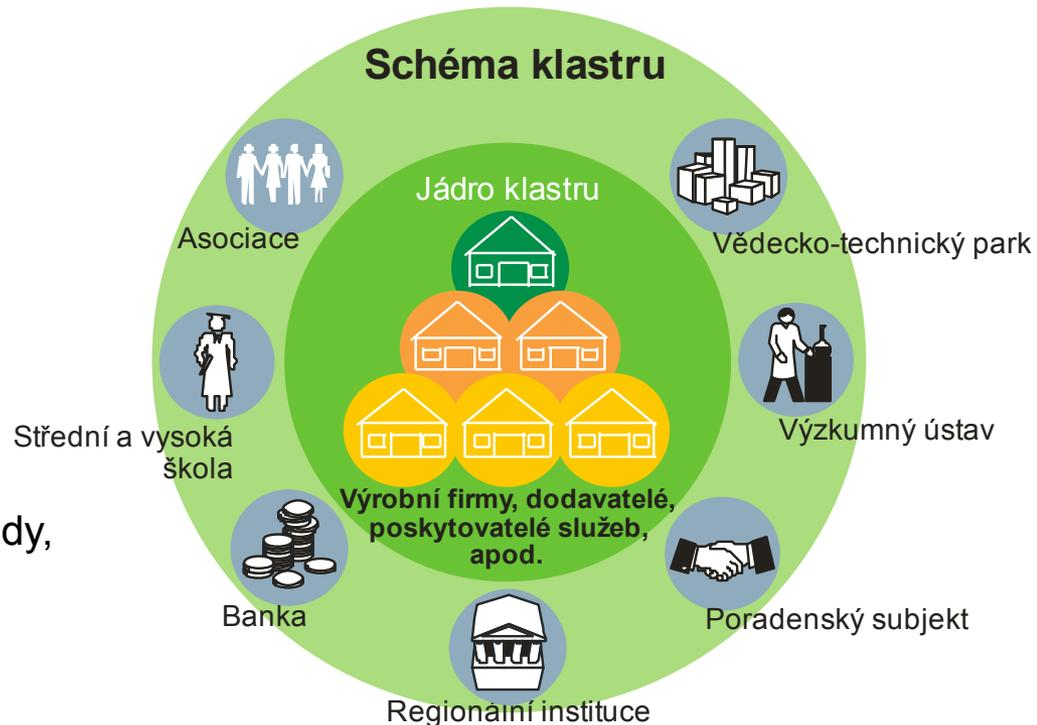 Schéma klastru
Jádro klastru
Asociace
Vědecko-technický park
Střední a vysoká
škola
Výzkumný ústav
Výrobní firmy, dodavatelé,
poskytovatelé služeb,
apod.
dy,
Banka
Poradenský subjekt
Regionální instituce